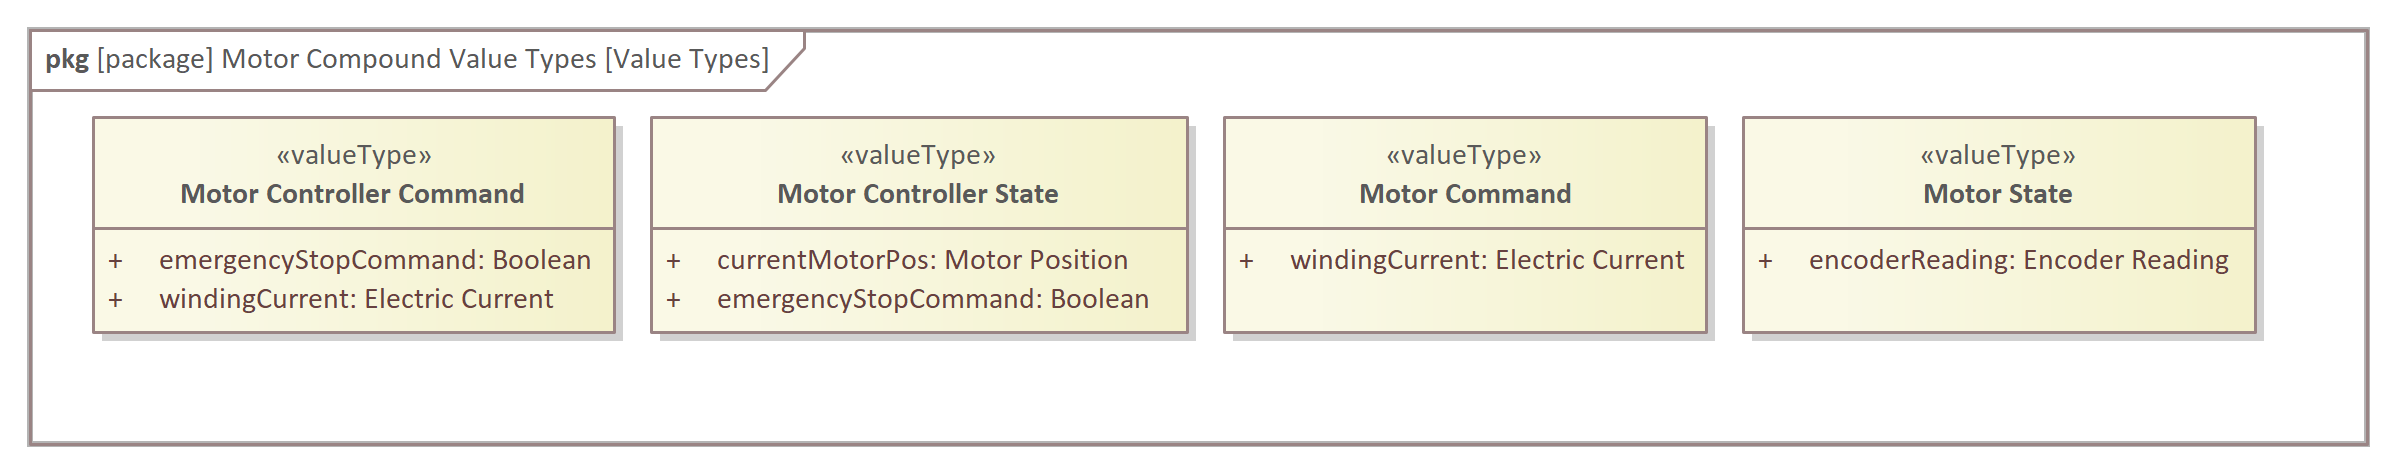 pkg [package] Motor Compound Value Types [Value Types]
«valueType»
Motor Controller Command
+ emergencyStopCommand: Boolean
+ windingCurrent: Electric Current
«valueType»
Motor Controller State
+ currentMotorPos: Motor Position
+ emergencyStopCommand: Boolean
«valueType»
Motor Command
+ windingCurrent: Electric Current
«valueType»
Motor State
+ encoderReading: Encoder Reading